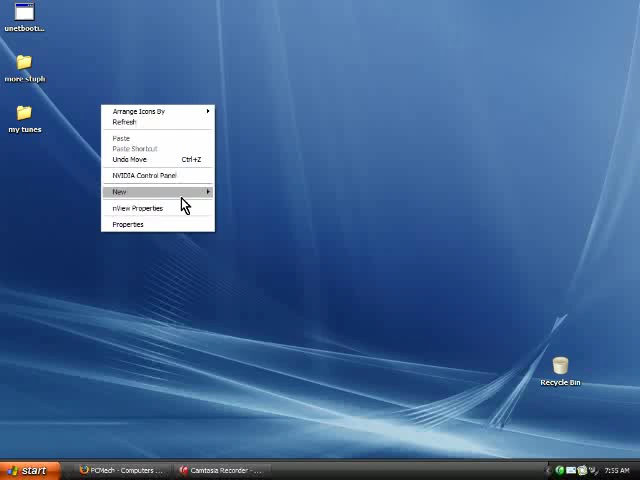 unetbooti...
more stuph
my tunes
Arrange Icons By
Refresh
Paste
Paste Shortcut
Undo Move Ctrl+Z
NVIDIA Control Panel
New
nView Properties
Properties
Recycle Bin
start
PCMech - Computers ...
Camtasia Recorder - ...
7:55 AM